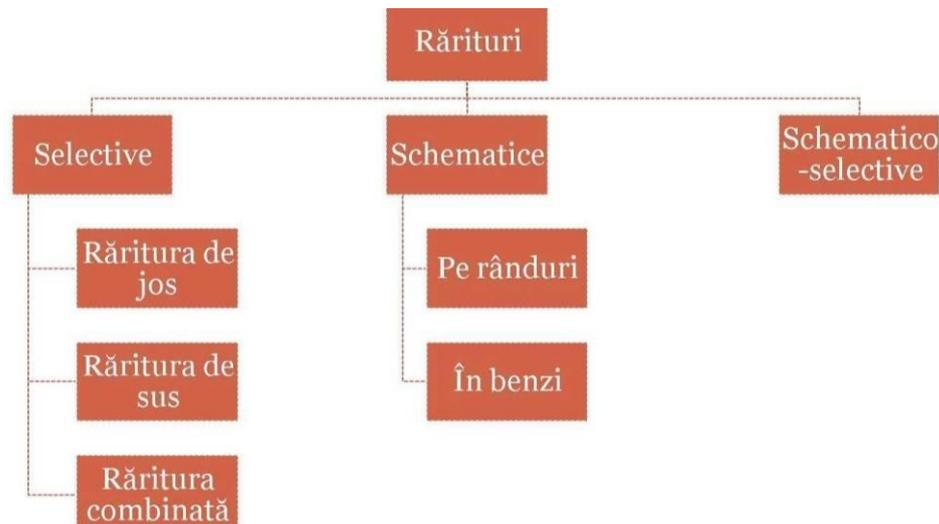 Rărituri
Selective
Schematice
Schematico
-selective
Răritura de
jos
Pe rânduri
Răritura de
sus
În benzi
Răritura
combinată